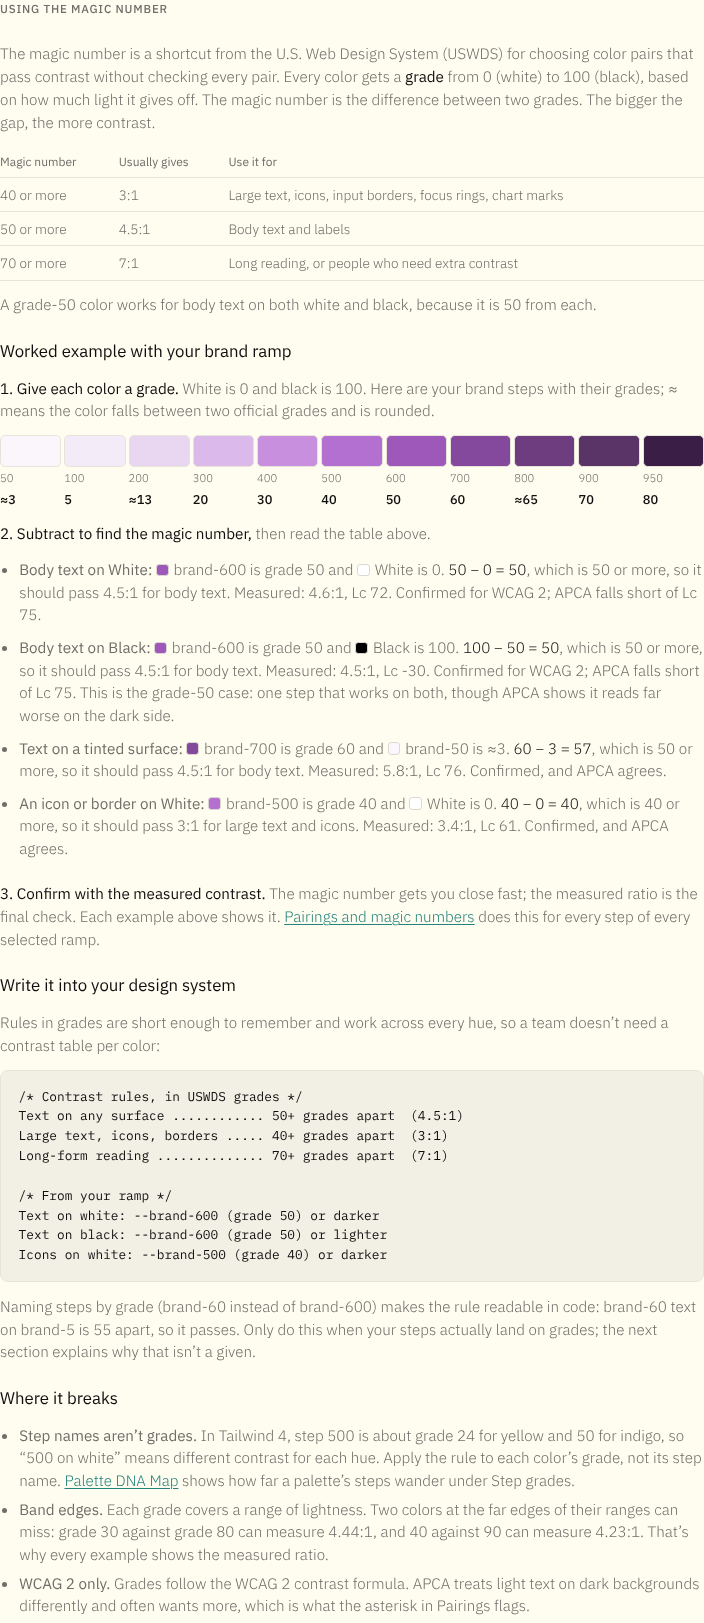 USING THE MAGIC NUMBER
The magic number is a shortcut from the U.S. Web Design System (USWDS) for choosing color pairs that
pass contrast without checking every pair. Every color gets a grade from 0 (white) to 100 (black), based
on how much light it gives off. The magic number is the difference between two grades. The bigger the
gap, the more contrast.
Magic number Usually gives Use it for
40 or more 3:1 Large text, icons, input borders, focus rings, chart marks
50 or more 4.5:1 Body text and labels
70 or more 7:1 Long reading, or people who need extra contrast
A grade-50 color works for body text on both white and black, because it is 50 from each.
Worked example with your brand ramp
1. Give each color a grade. White is 0 and black is 100. Here are your brand steps with their grades; ≈
means the color falls between two official grades and is rounded.
50 100 200 300 400 500 600 700 800 900 950
≈3 5 ≈13 20 30 40 50 60 ≈65 70 80
2. Subtract to find the magic number, then read the table above.
• Body text on White: brand-600 is grade 50 and White is 0. 50 − 0 = 50, which is 50 or more, so it
should pass 4.5:1 for body text. Measured: 4.6:1, Lc 72. Confirmed for WCAG 2; APCA falls short of Lc
75.
• Body text on Black: brand-600 is grade 50 and Black is 100. 100 − 50 = 50, which is 50 or more,
so it should pass 4.5:1 for body text. Measured: 4.5:1, Lc -30. Confirmed for WCAG 2; APCA falls short
of Lc 75. This is the grade-50 case: one step that works on both, though APCA shows it reads far
worse on the dark side.
• Text on a tinted surface: brand-700 is grade 60 and brand-50 is ≈3. 60 − 3 = 57, which is 50 or
more, so it should pass 4.5:1 for body text. Measured: 5.8:1, Lc 76. Confirmed, and APCA agrees.
• An icon or border on White: brand-500 is grade 40 and White is 0. 40 − 0 = 40, which is 40 or
more, so it should pass 3:1 for large text and icons. Measured: 3.4:1, Lc 61. Confirmed, and APCA
agrees.
3. Confirm with the measured contrast. The magic number gets you close fast; the measured ratio is the
final check. Each example above shows it. Pairings and magic numbers does this for every step of every
selected ramp.
Write it into your design system
Rules in grades are short enough to remember and work across every hue, so a team doesn’t need a
contrast table per color:
/* Contrast rules, in USWDS grades */
Text on any surface ............ 50+ grades apart (4.5:1)
Large text, icons, borders ..... 40+ grades apart (3:1)
Long-form reading .............. 70+ grades apart (7:1)
/* From your ramp */
Text on white: --brand-600 (grade 50) or darker
Text on black: --brand-600 (grade 50) or lighter
Icons on white: --brand-500 (grade 40) or darker
Naming steps by grade (brand-60 instead of brand-600) makes the rule readable in code: brand-60 text
on brand-5 is 55 apart, so it passes. Only do this when your steps actually land on grades; the next
section explains why that isn’t a given.
Where it breaks
• Step names aren’t grades. In Tailwind 4, step 500 is about grade 24 for yellow and 50 for indigo, so
“500 on white” means different contrast for each hue. Apply the rule to each color’s grade, not its step
name. Palette DNA Map shows how far a palette’s steps wander under Step grades.
• Band edges. Each grade covers a range of lightness. Two colors at the far edges of their ranges can
miss: grade 30 against grade 80 can measure 4.44:1, and 40 against 90 can measure 4.23:1. That’s
why every example shows the measured ratio.
• WCAG 2 only. Grades follow the WCAG 2 contrast formula. APCA treats light text on dark backgrounds
differently and often wants more, which is what the asterisk in Pairings flags.